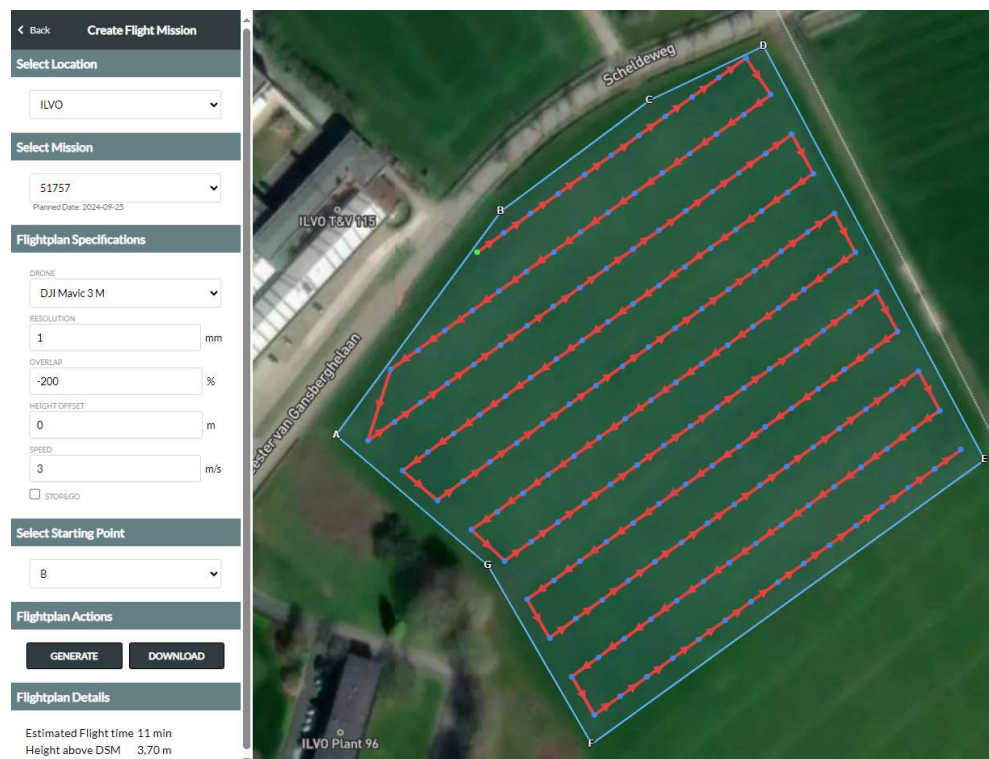 Back
Create Flight Mission
Select Location
ILVO
Select Mission
51757
Planned Date: 2024-09-25
Flightplan Specifications
DRONE
DJI Mavic 3 M
RESOLUTION
1 mm
OVERLAP
-200 %
HEIGHT OFFSET
0 m
SPEED
3 m/s
STOP&GO
Select Starting Point
B
Flightplan Actions
GENERATE
DOWNLOAD
Flightplan Details
Estimated Flight time 11 min
Height above DSM 3,70 m
Scheldeweg
D
C
B
ILVO T&V 115
van Gansberghelaan
A
E
G
F
ILVO Plant 96